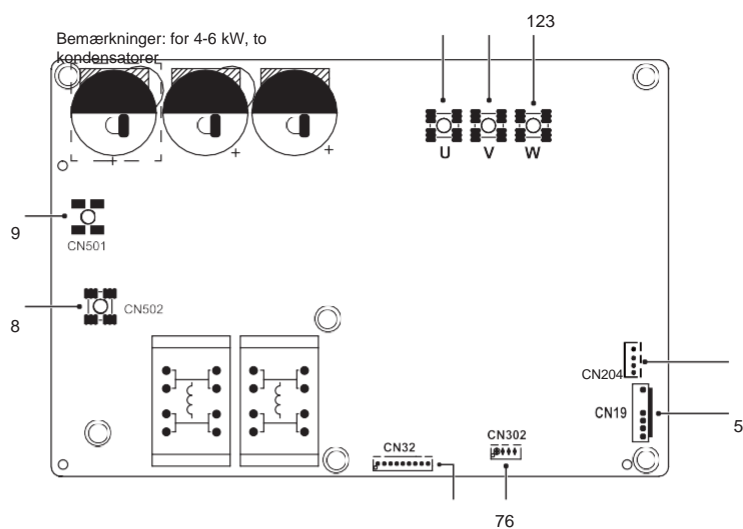 Bemærkninger: for 4-6 kW, to
kondensatorer
123
+
+
+
U V W
9
CN501
8
CN502
CN204
CN19
5
CN32
CN302
76